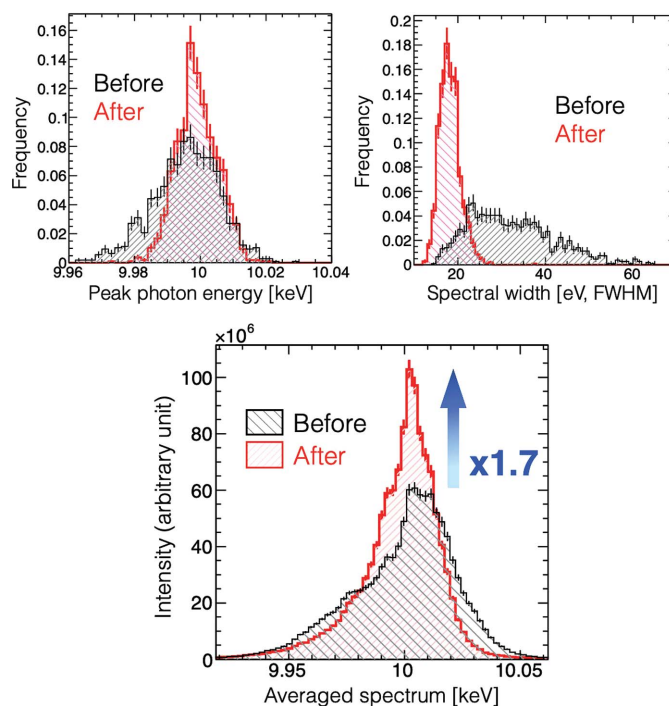 0.16
0.14
0.12
0.1
0.08
0.06
0.04
0.02
0
Frequency
Before
After
9.96
9.98
10
10.02
10.04
Peak photon energy [keV]
0.2
0.18
0.16
0.14
0.12
0.1
0.08
0.06
0.04
0.02
0
Frequency
Before
After
20
40
60
Spectral width [eV, FWHM]
×10⁶
100
80
60
40
20
0
Intensity (arbitrary unit)
Before
After
x1.7
9.95
10
10.05
Averaged spectrum [keV]